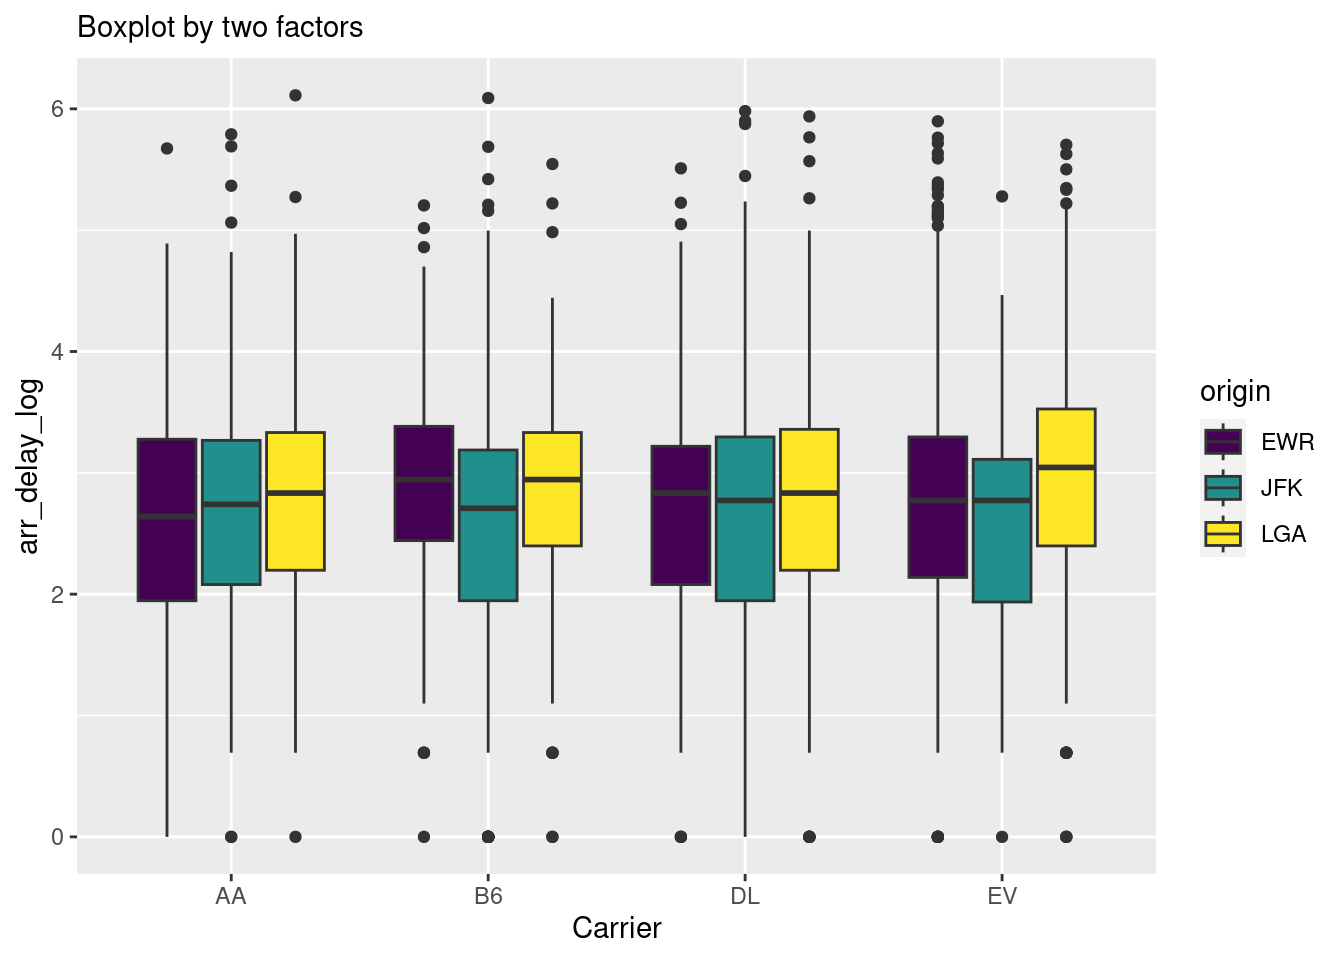 Boxplot by two factors
6
4
2
0
arr_delay_log
AA
B6
DL
EV
Carrier
origin
EWR
JFK
LGA